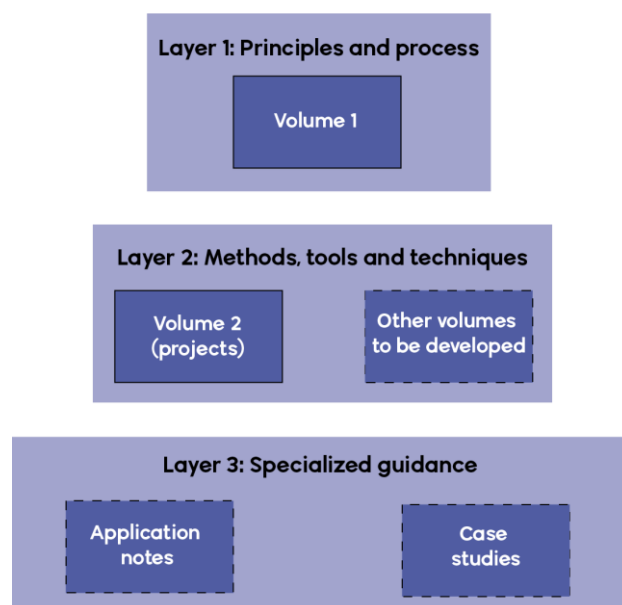 Layer 1: Principles and process
Volume 1
Layer 2: Methods, tools and techniques
Volume 2
(projects)
Other volumes
to be developed
Layer 3: Specialized guidance
Application
notes
Case
studies